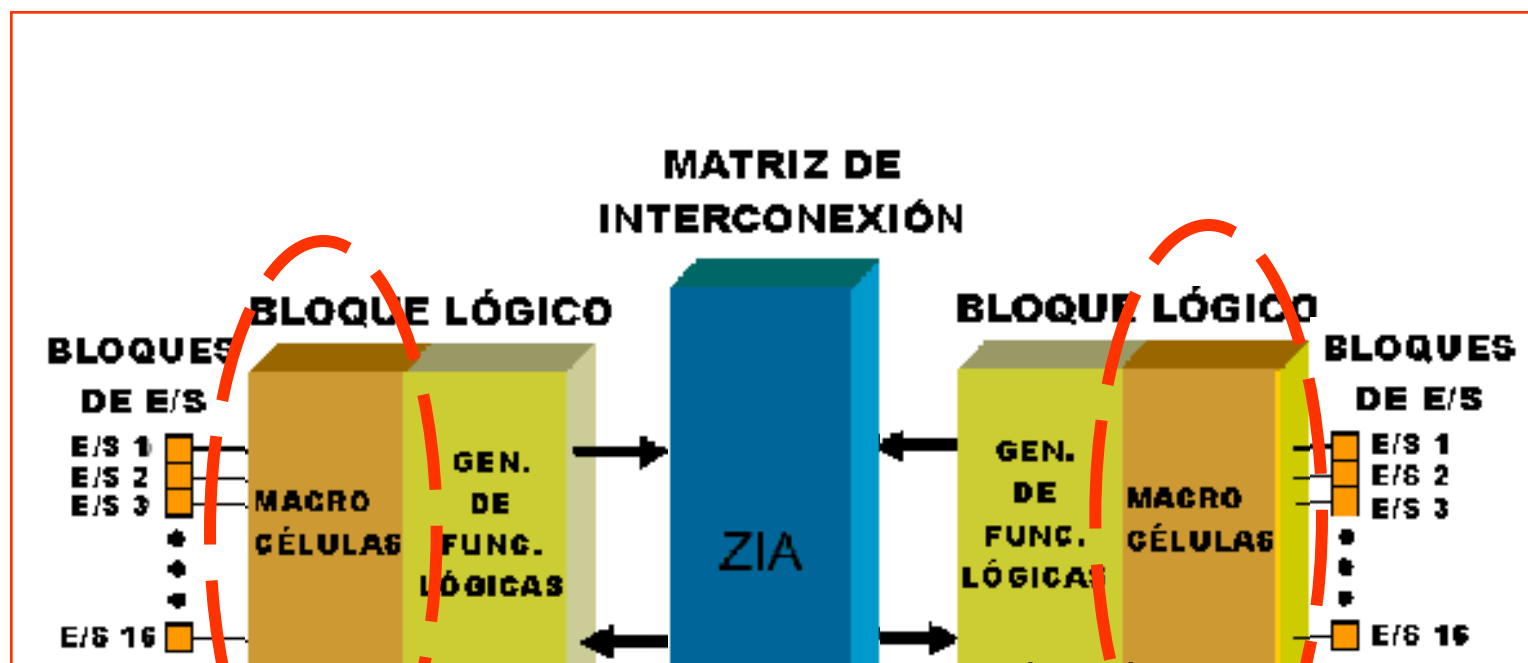 MATRIZ DE
INTERCONEXIÓN
BLOQUE LÓGICO
BLOQUES
DE E/S
E/S 1
E/S 2
E/S 3
E/S 16
MACRO
CÉLULAS
GEN.
DE
FUNC.
LÓGICAS
ZIA
BLOQUE LÓGICO
GEN.
DE
FUNC.
LÓGICAS
MACRO
CÉLULAS
BLOQUES
DE E/S
E/S 1
E/S 2
E/S 3
E/S 16